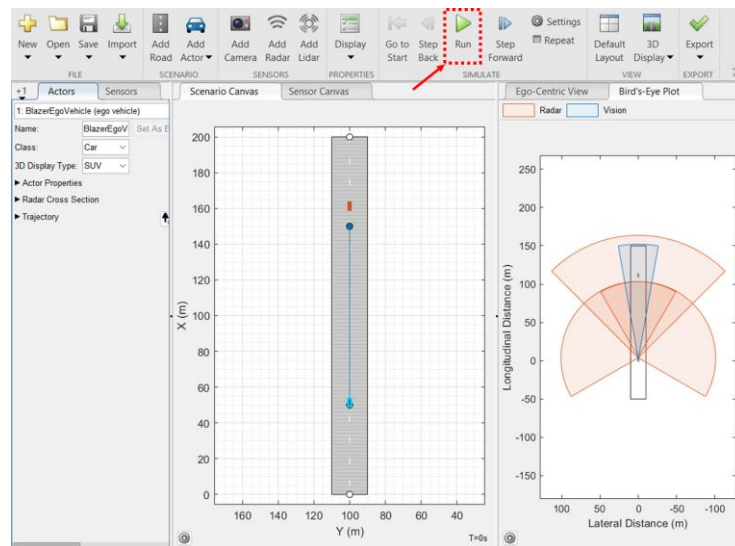 New Open Save Import Add Road Add Actor Add Camera Add Radar Add Lidar Display Go to Start Step Back Run Step Forward Settings Repeat Default Layout 3D Display Export
FILE SCENARIO SENSORS PROPERTIES SIMULATE VIEW EXPORT
+1 Actors Sensors
1: BlazerEgoVehicle (ego vehicle)
Name: BlazerEgoV Set As E
Class: Car
3D Display Type: SUV
Actor Properties
Radar Cross Section
Trajectory
Scenario Canvas Sensor Canvas
200
180
160
140
120
100
80
60
40
20
0
X (m)
160 140 120 100 80 60 40
Y (m)
T=0s
Ego-Centric View Bird's-Eye Plot
Radar Vision
250
200
150
100
50
0
-50
-100
-150
Longitudinal Distance (m)
100 50 0 -50 -100
Lateral Distance (m)